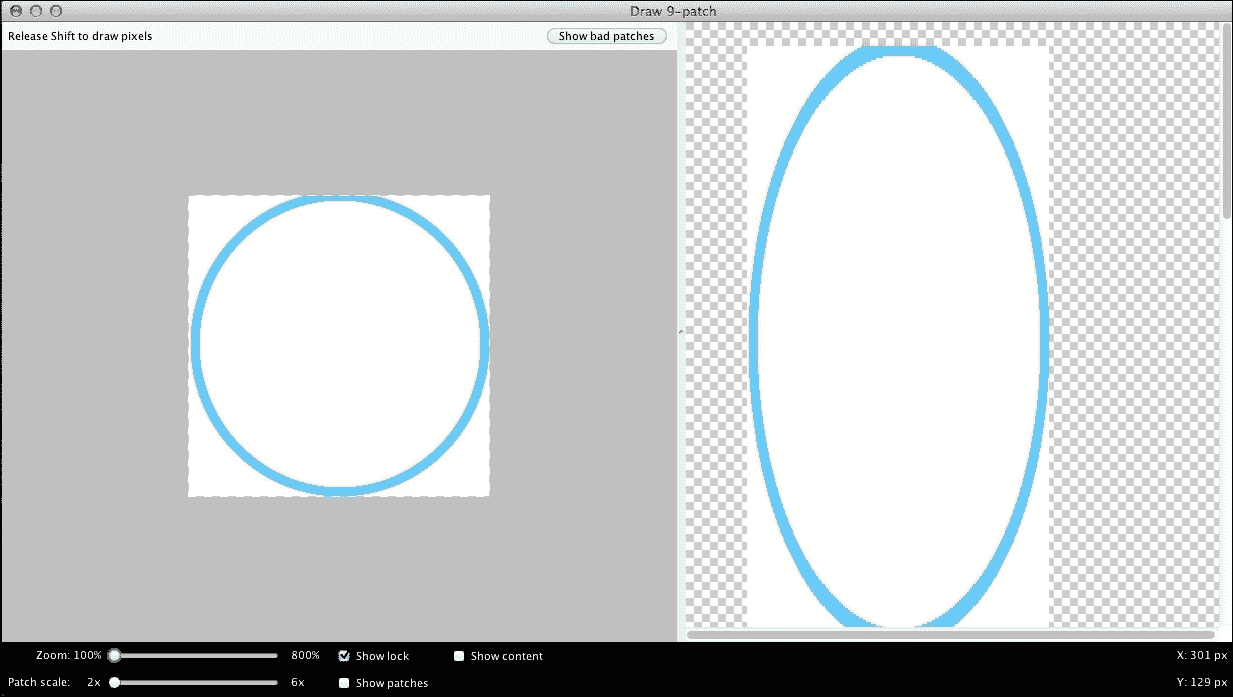 Draw 9-patch
Release Shift to draw pixels
Show bad patches
Zoom: 100%
800%
Show lock
Show content
X: 301 px
Patch scale: 2x
6x
Show patches
Y: 129 px